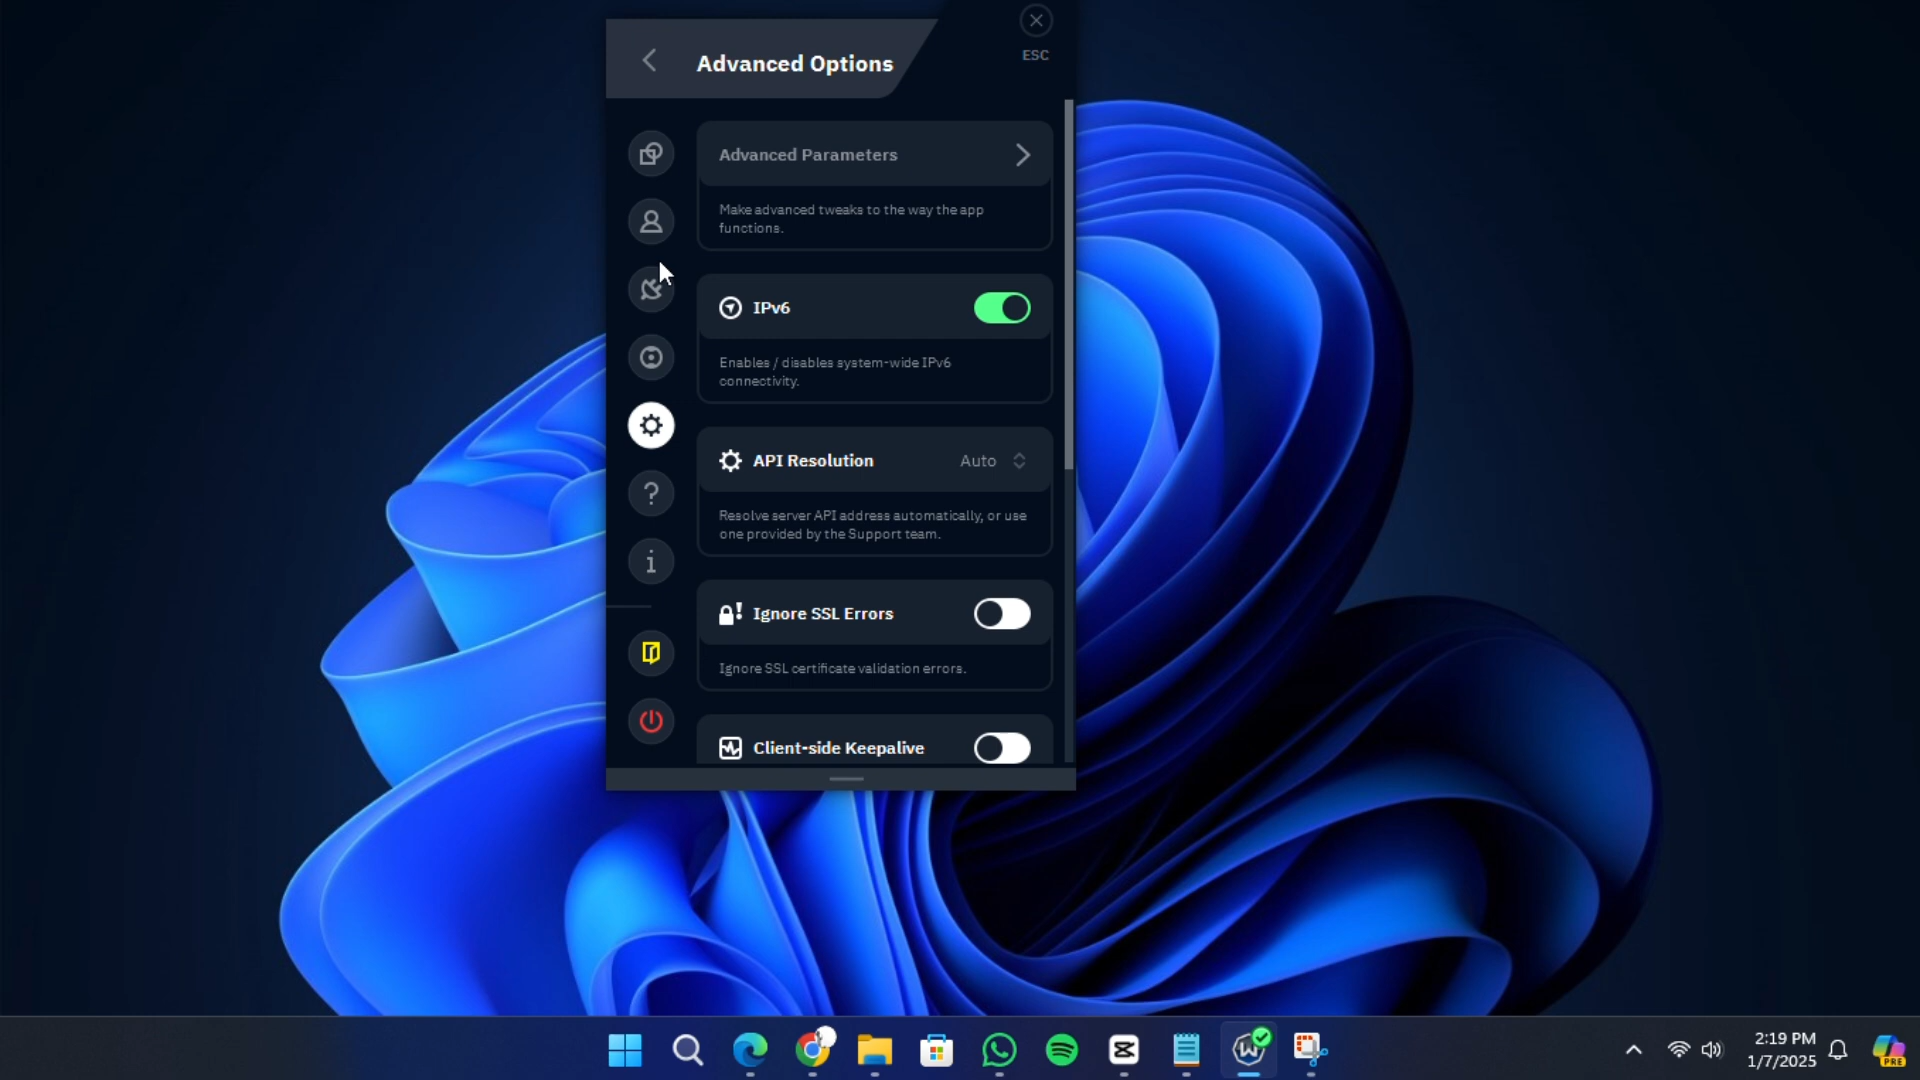 Advanced Options
ESC
Advanced Parameters
Make advanced tweaks to the way the app
functions.
IPv6
Enables / disables system-wide IPv6
connectivity.
API Resolution
Auto
Resolve server API address automatically, or use
one provided by the Support team.
Ignore SSL Errors
Ignore SSL certificate validation errors.
Client-side Keepalive
2:19 PM
1/7/2025
PRE